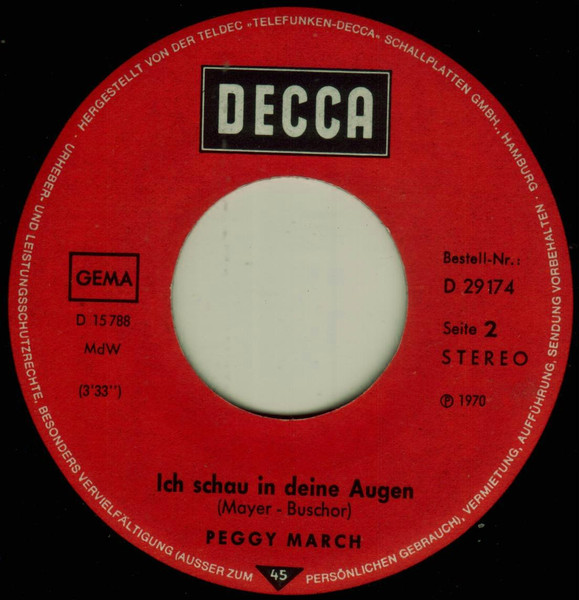 · HERGESTELLT VON DER TELDEC »TELEFUNKEN-DECCA« SCHALLPLATTEN GMBH., HAMBURG ·
URHEBER- UND LEISTUNGSSCHUTZRECHTE, BESONDERS VERVIELFÄLTIGUNG (AUSSER ZUM PERSÖNLICHEN GEBRAUCH), VERMIETUNG, AUFFÜHRUNG, SENDUNG VORBEHALTEN ·
DECCA
GEMA
D 15 788
MdW
(3'33")
Bestell-Nr.:
D 29174
Seite 2
STEREO
℗ 1970
Ich schau in deine Augen
(Mayer - Buschor)
PEGGY MARCH
45